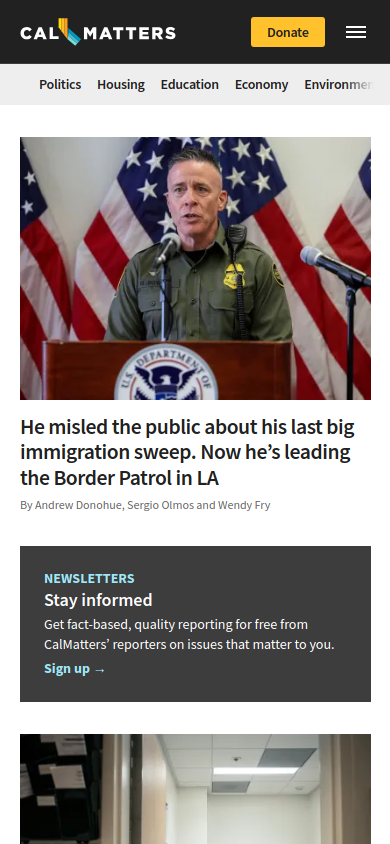 CAL MATTERS
Donate
Politics Housing Education Economy Environmen
U.S. DEPARTMENT OF
He misled the public about his last big
immigration sweep. Now he’s leading
the Border Patrol in LA
By Andrew Donohue, Sergio Olmos and Wendy Fry
NEWSLETTERS
Stay informed
Get fact-based, quality reporting for free from
CalMatters’ reporters on issues that matter to you.
Sign up →